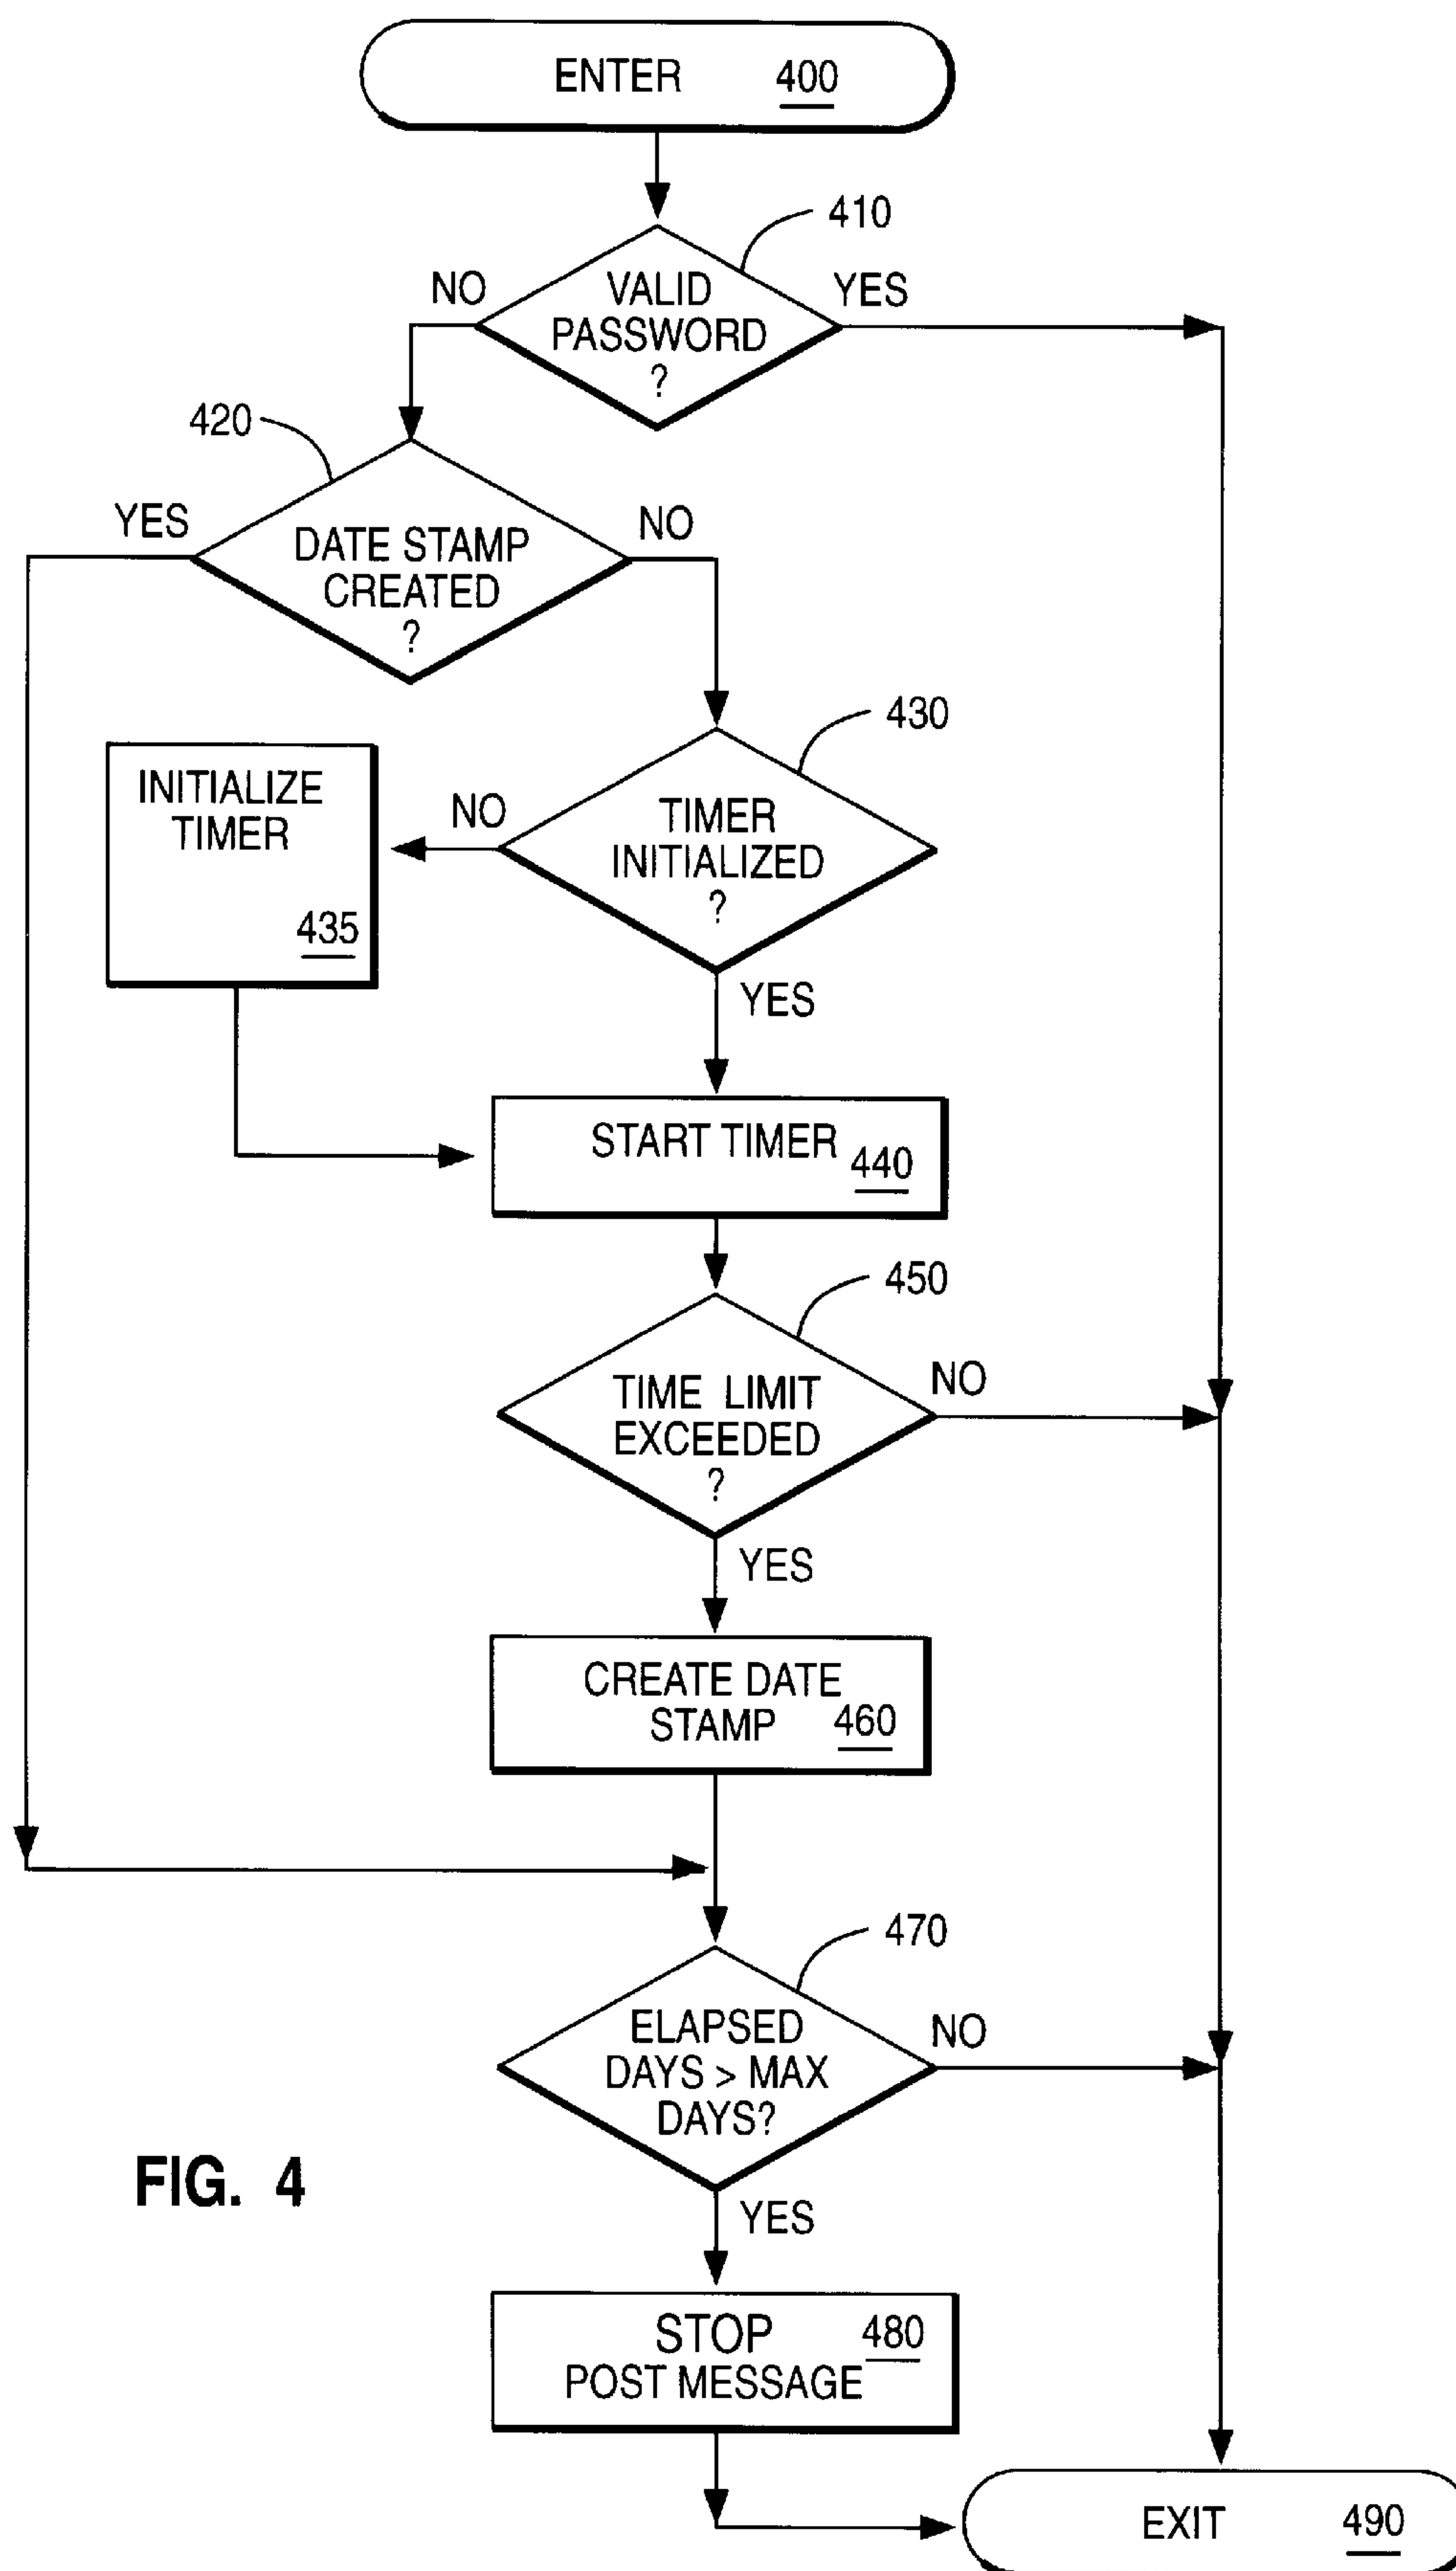 ENTER 400
410
NO
VALID
YES
PASSWORD
?
420
YES
NO
DATE STAMP
CREATED
?
430
INITIALIZE
TIMER
435
NO
TIMER
INITIALIZED
?
YES
START TIMER 440
450
TIME LIMIT
EXCEEDED
?
NO
YES
CREATE DATE
STAMP 460
470
ELAPSED
DAYS > MAX
DAYS?
NO
FIG. 4
YES
STOP 480
POST MESSAGE
EXIT 490